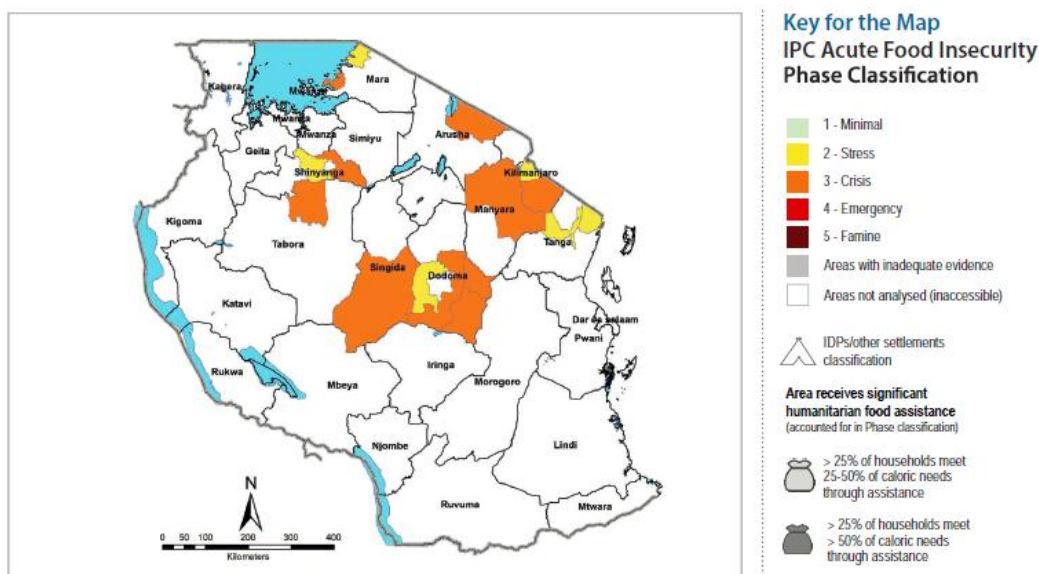 Kagera
Mwanza
Mara
Mwanza
Mwanza
Simiyu
Arusha
Geita
Shinyanga
Kilimanjaro
Kigoma
Manyara
Tabora
Tanga
Singida
Dodoma
Katavi
Dar es salaam
Pwani
Rukwa
Iringa
Mbeya
Morogoro
Njombe
Lindi
Ruvuma
Mtwara
N
0 50 100 200 300 400
Kilometers
Key for the Map
IPC Acute Food Insecurity
Phase Classification
1 - Minimal
2 - Stress
3 - Crisis
4 - Emergency
5 - Famine
Areas with inadequate evidence
Areas not analysed (inaccessible)
IDPs/other settlements
classification
Area receives significant
humanitarian food assistance
(accounted for in Phase classification)
> 25% of households meet
25-50% of caloric needs
through assistance
> 25% of households meet
> 50% of caloric needs
through assistance